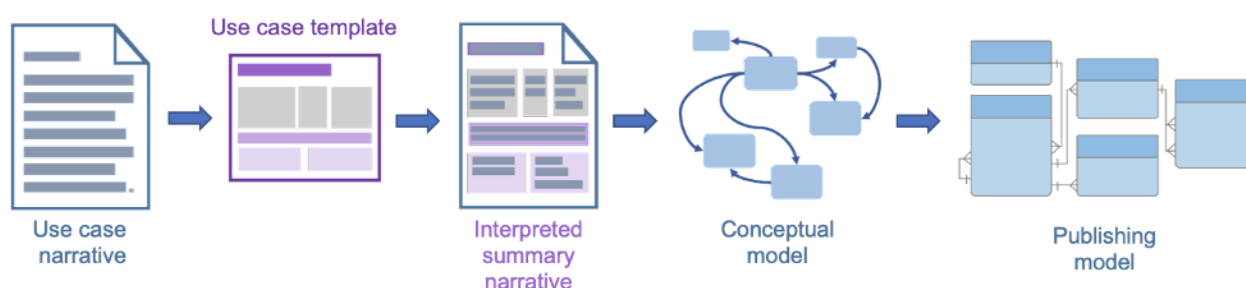 Use case template
Use case
narrative
Interpreted
summary
narrative
Conceptual
model
Publishing
model